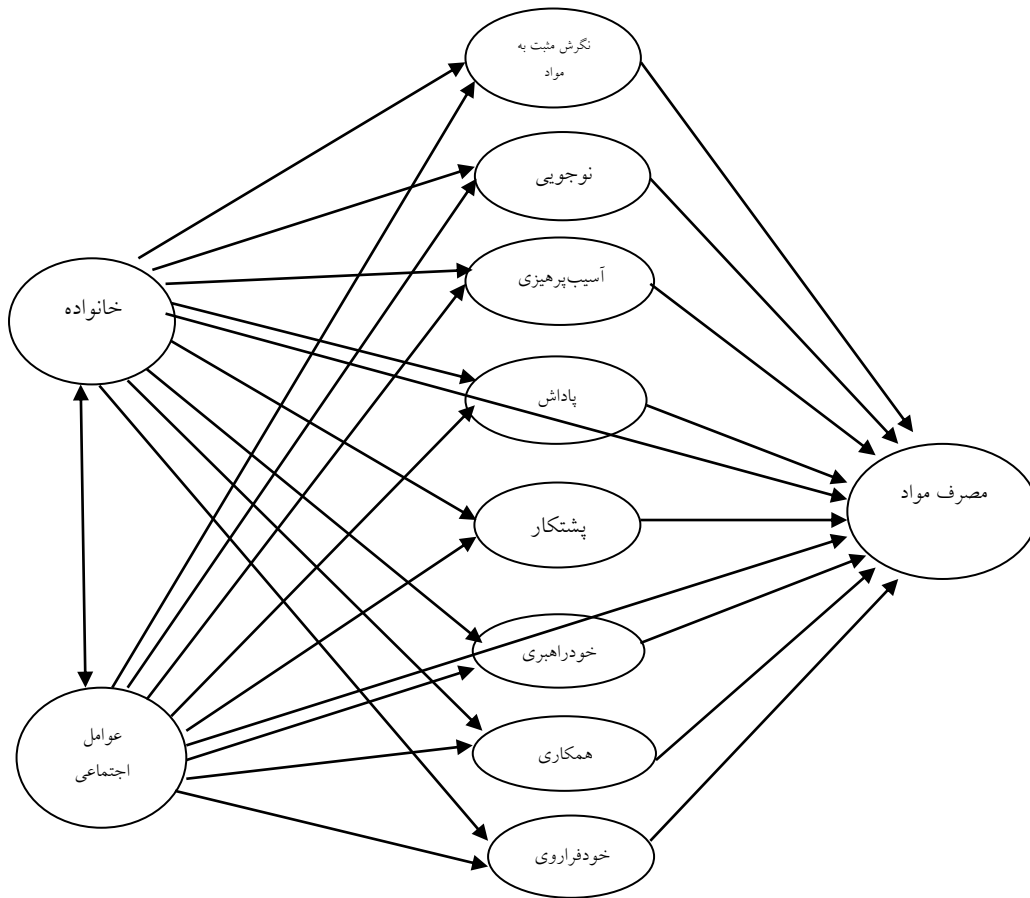 نگرش مثبت به
مواد
نوجویی
آسیب‌پرهیزی
خانواده
پاداش
مصرف مواد
پشتکار
خودراهبری
عوامل
اجتماعی
همکاری
خودفراروی